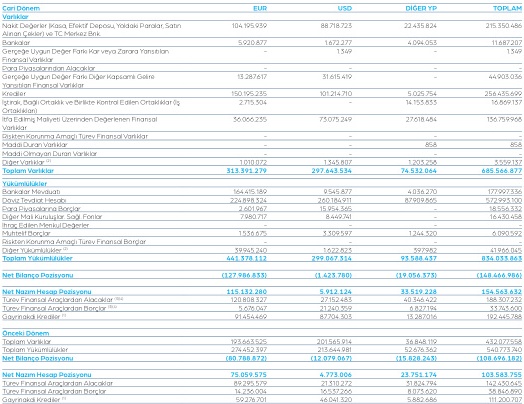 Cari Dönem EUR USD DİĞER YP TOPLAM
Varlıklar
Nakit Değerler (Kasa, Efektif Deposu, Yoldaki Paralar, Satın
Alınan Çekler) ve TC Merkez Bnk. 104.195.939 88.718.723 22.435.824 215.350.486
Bankalar 5.920.877 1.672.277 4.094.053 11.687.207
Gerçeğe Uygun Değer Farkı Kar veya Zarara Yansıtılan
Finansal Varlıklar – 1.349 – 1.349
Para Piyasalarından Alacaklar – – – –
Gerçeğe Uygun Değer Farkı Diğer Kapsamlı Gelire
Yansıtılan Finansal Varlıklar 13.287.617 31.615.419 – 44.903.036
Krediler 150.195.235 101.214.710 5.025.754 256.435.699
İştirak, Bağlı Ortaklık ve Birlikte Kontrol Edilen Ortaklıklar (İş
Ortaklıkları) 2.715.304 – 14.153.833 16.869.137
İtfa Edilmiş Maliyeti Üzerinden Değerlenen Finansal
Varlıklar 36.066.235 73.075.249 27.618.484 136.759.968
Riskten Korunma Amaçlı Türev Finansal Varlıklar – – – –
Maddi Duran Varlıklar – – 858 858
Maddi Olmayan Duran Varlıklar – – – –
Diğer Varlıklar 1.010.072 1.345.807 1.203.258 3.559.137
Toplam Varlıklar 313.391.279 297.643.534 74.532.064 685.566.877
Yükümlülükler
Bankalar Mevduatı 164.415.189 9.545.877 4.036.270 177.997.336
Döviz Tevdiat Hesabı 224.898.324 260.184.911 87.909.865 572.993.100
Para Piyasalarına Borçlar 2.601.967 15.954.365 – 18.556.332
Diğer Mali Kuruluşlar. Sağl. Fonlar 7.980.717 8.449.741 – 16.430.458
İhraç Edilen Menkul Değerler – – – –
Muhtelif Borçlar 1.536.675 3.309.597 1.244.320 6.090.592
Riskten Korunma Amaçlı Türev Finansal Borçlar – – – –
Diğer Yükümlülükler 39.945.240 1.622.823 397.982 41.966.045
Toplam Yükümlülükler 441.378.112 299.067.314 93.588.437 834.033.863
Net Bilanço Pozisyonu (127.986.833) (1.423.780) (19.056.373) (148.466.986)
Net Nazım Hesap Pozisyonu 115.132.280 5.912.124 33.519.228 154.563.632
Türev Finansal Araçlardan Alacaklar 120.808.327 27.152.483 40.346.422 188.307.232
Türev Finansal Araçlardan Borçlar 5.676.047 21.240.359 6.827.194 33.743.600
Gayrinakdi Krediler 91.454.469 87.704.303 13.287.016 192.445.788
Önceki Dönem
Toplam Varlıklar 193.663.525 201.565.914 36.848.119 432.077.558
Toplam Yükümlülükler 274.452.397 213.644.981 52.676.362 540.773.740
Net Bilanço Pozisyonu (80.788.872) (12.079.067) (15.828.243) (108.696.182)
Net Nazım Hesap Pozisyonu 75.059.575 4.773.006 23.751.174 103.583.755
Türev Finansal Araçlardan Alacaklar 89.295.579 21.310.272 31.824.794 142.430.645
Türev Finansal Araçlardan Borçlar 14.236.004 16.537.266 8.073.620 38.846.890
Gayrinakdi Krediler 59.276.701 46.041.320 5.882.686 111.200.707